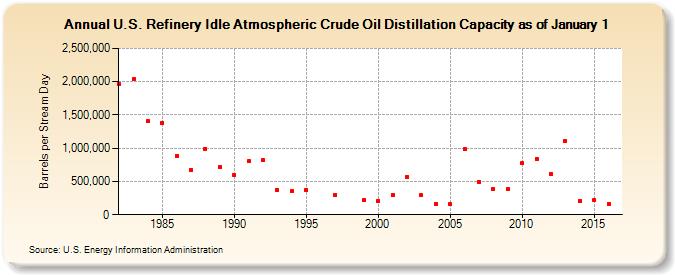 Annual U.S. Refinery Idle Atmospheric Crude Oil Distillation Capacity as of January 1
Barrels per Stream Day
2,500,000
2,000,000
1,500,000
1,000,000
500,000
0
1985 1990 1995 2000 2005 2010 2015
Source: U.S. Energy Information Administration